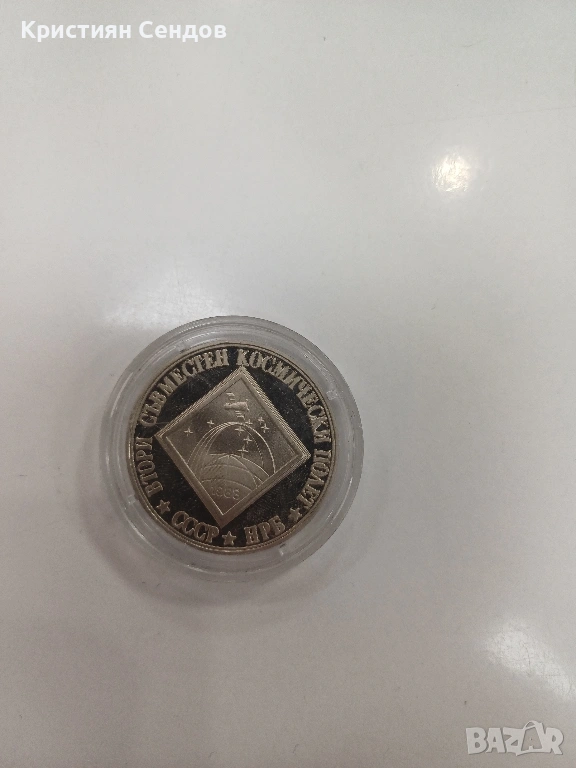 Кристиян Сендов
ВТОРИ СЪВМЕСТЕН КОСМИЧЕСКИ ПОЛЕТ
★ СССР ★ НРБ ★
1988
BAZAR